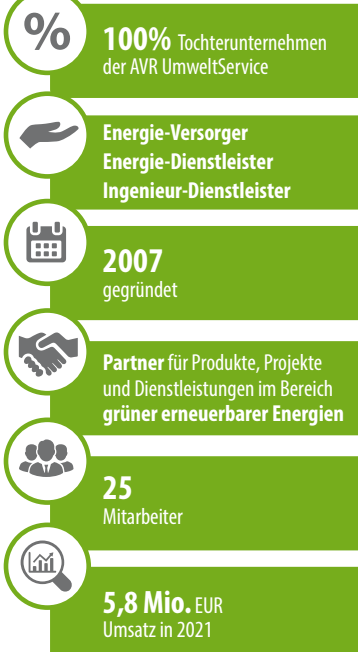 %
100% Tochterunternehmen
der AVR UmweltService
Energie-Versorger
Energie-Dienstleister
Ingenieur-Dienstleister
2007
gegründet
Partner für Produkte, Projekte
und Dienstleistungen im Bereich
grüner erneuerbarer Energien
25
Mitarbeiter
5,8 Mio. EUR
Umsatz in 2021